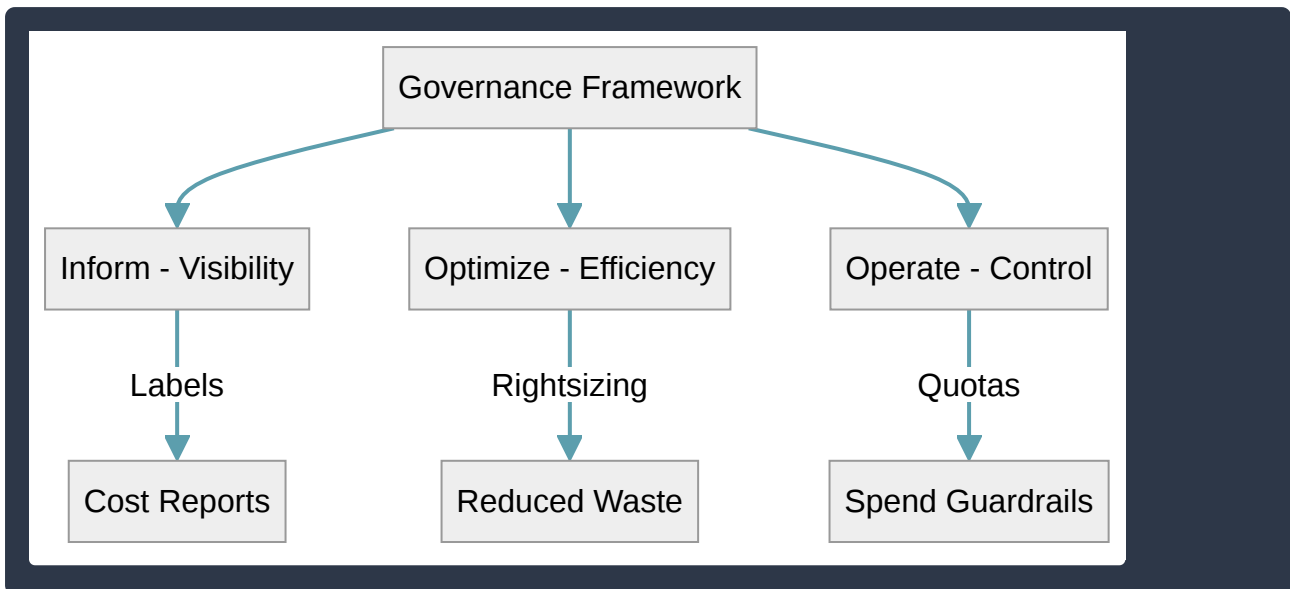 Governance Framework
Inform - Visibility
Optimize - Efficiency
Operate - Control
Labels
Rightsizing
Quotas
Cost Reports
Reduced Waste
Spend Guardrails